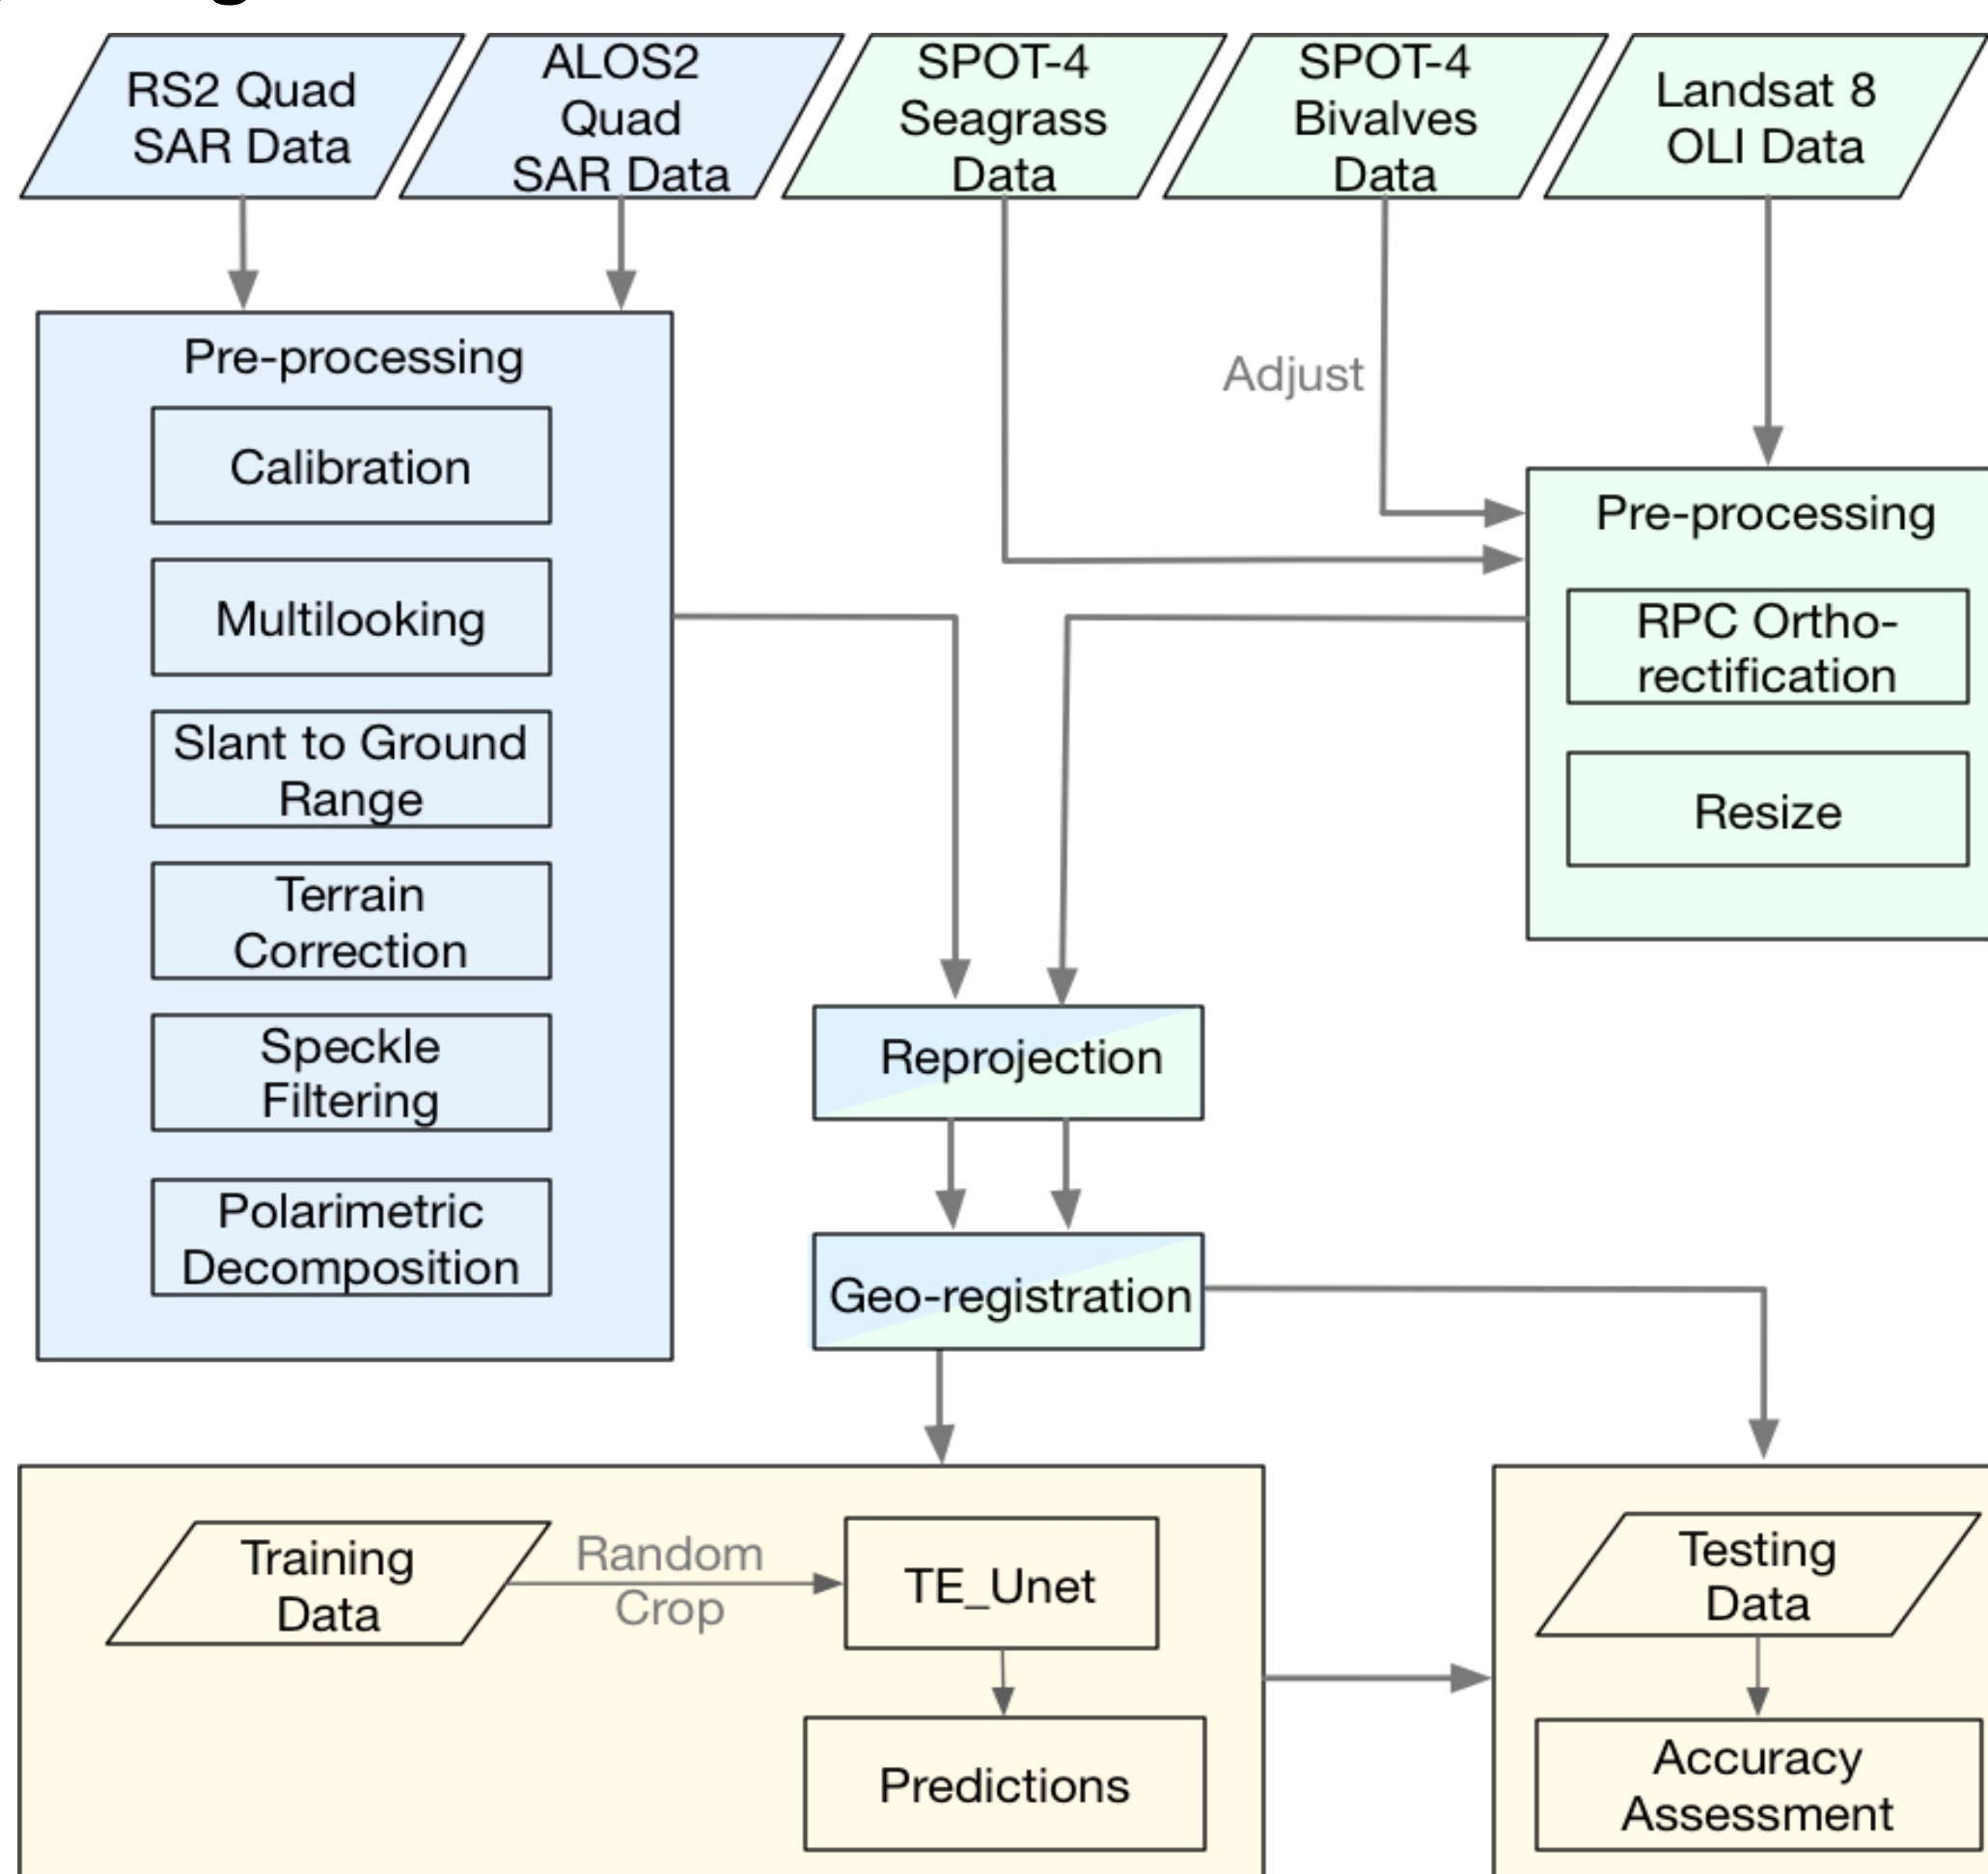 RS2 Quad
SAR Data
ALOS2
Quad
SAR Data
SPOT-4
Seagrass
Data
SPOT-4
Bivalves
Data
Landsat 8
OLI Data
Adjust
Pre-processing
Calibration
Multilooking
Slant to Ground
Range
Terrain
Correction
Speckle
Filtering
Polarimetric
Decomposition
Pre-processing
RPC Ortho-
rectification
Resize
Reprojection
Geo-registration
Training
Data
Random
Crop
TE_Unet
Predictions
Testing
Data
Accuracy
Assessment